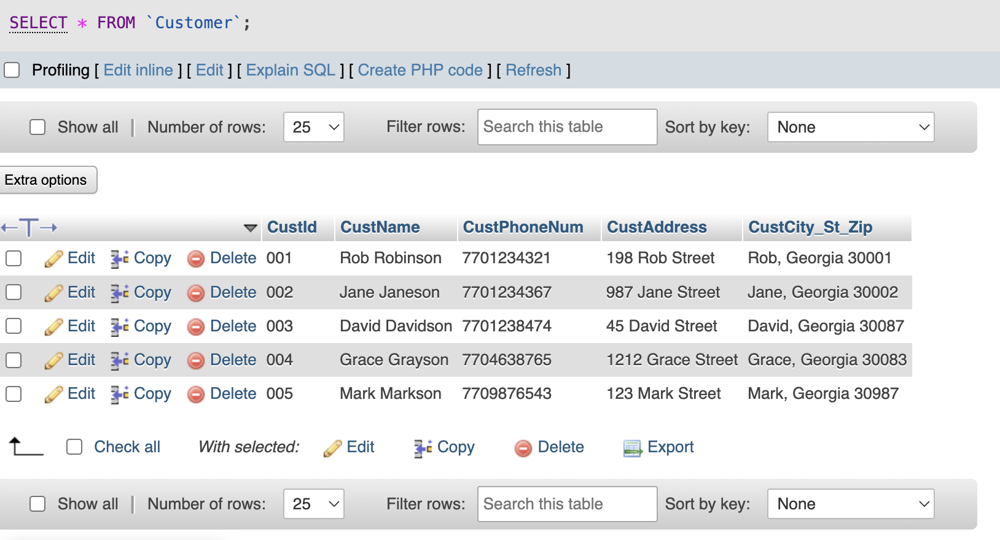 SELECT * FROM `Customer`;
Profiling [ Edit inline ] [ Edit ] [ Explain SQL ] [ Create PHP code ] [ Refresh ]
Show all | Number of rows: 25 Filter rows: Search this table Sort by key: None
Extra options
CustId CustName CustPhoneNum CustAddress CustCity_St_Zip
Edit Copy Delete 001 Rob Robinson 7701234321 198 Rob Street Rob, Georgia 30001
Edit Copy Delete 002 Jane Janeson 7701234367 987 Jane Street Jane, Georgia 30002
Edit Copy Delete 003 David Davidson 7701238474 45 David Street David, Georgia 30087
Edit Copy Delete 004 Grace Grayson 7704638765 1212 Grace Street Grace, Georgia 30083
Edit Copy Delete 005 Mark Markson 7709876543 123 Mark Street Mark, Georgia 30987
Check all With selected: Edit Copy Delete Export
Show all | Number of rows: 25 Filter rows: Search this table Sort by key: None